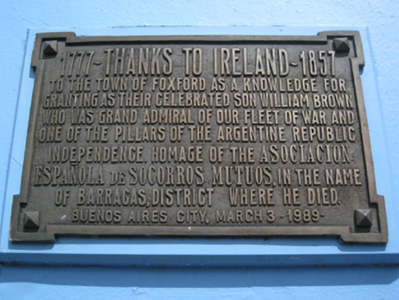 1777 - THANKS TO IRELAND - 1857
TO THE TOWN OF FOXFORD AS A KNOWLEDGE FOR
GRANTING AS THEIR CELEBRATED SON WILLIAM BROWN
WHO WAS GRAND ADMIRAL OF OUR FLEET OF WAR AND
ONE OF THE PILLARS OF THE ARGENTINE REPUBLIC
INDEPENDENCE HOMAGE OF THE ASOCIACION
ESPAÑOLA DE SOCORROS MUTUOS, IN THE NAME
OF BARRACAS, DISTRICT WHERE HE DIED.
BUENOS AIRES CITY, MARCH 3 - 1989-